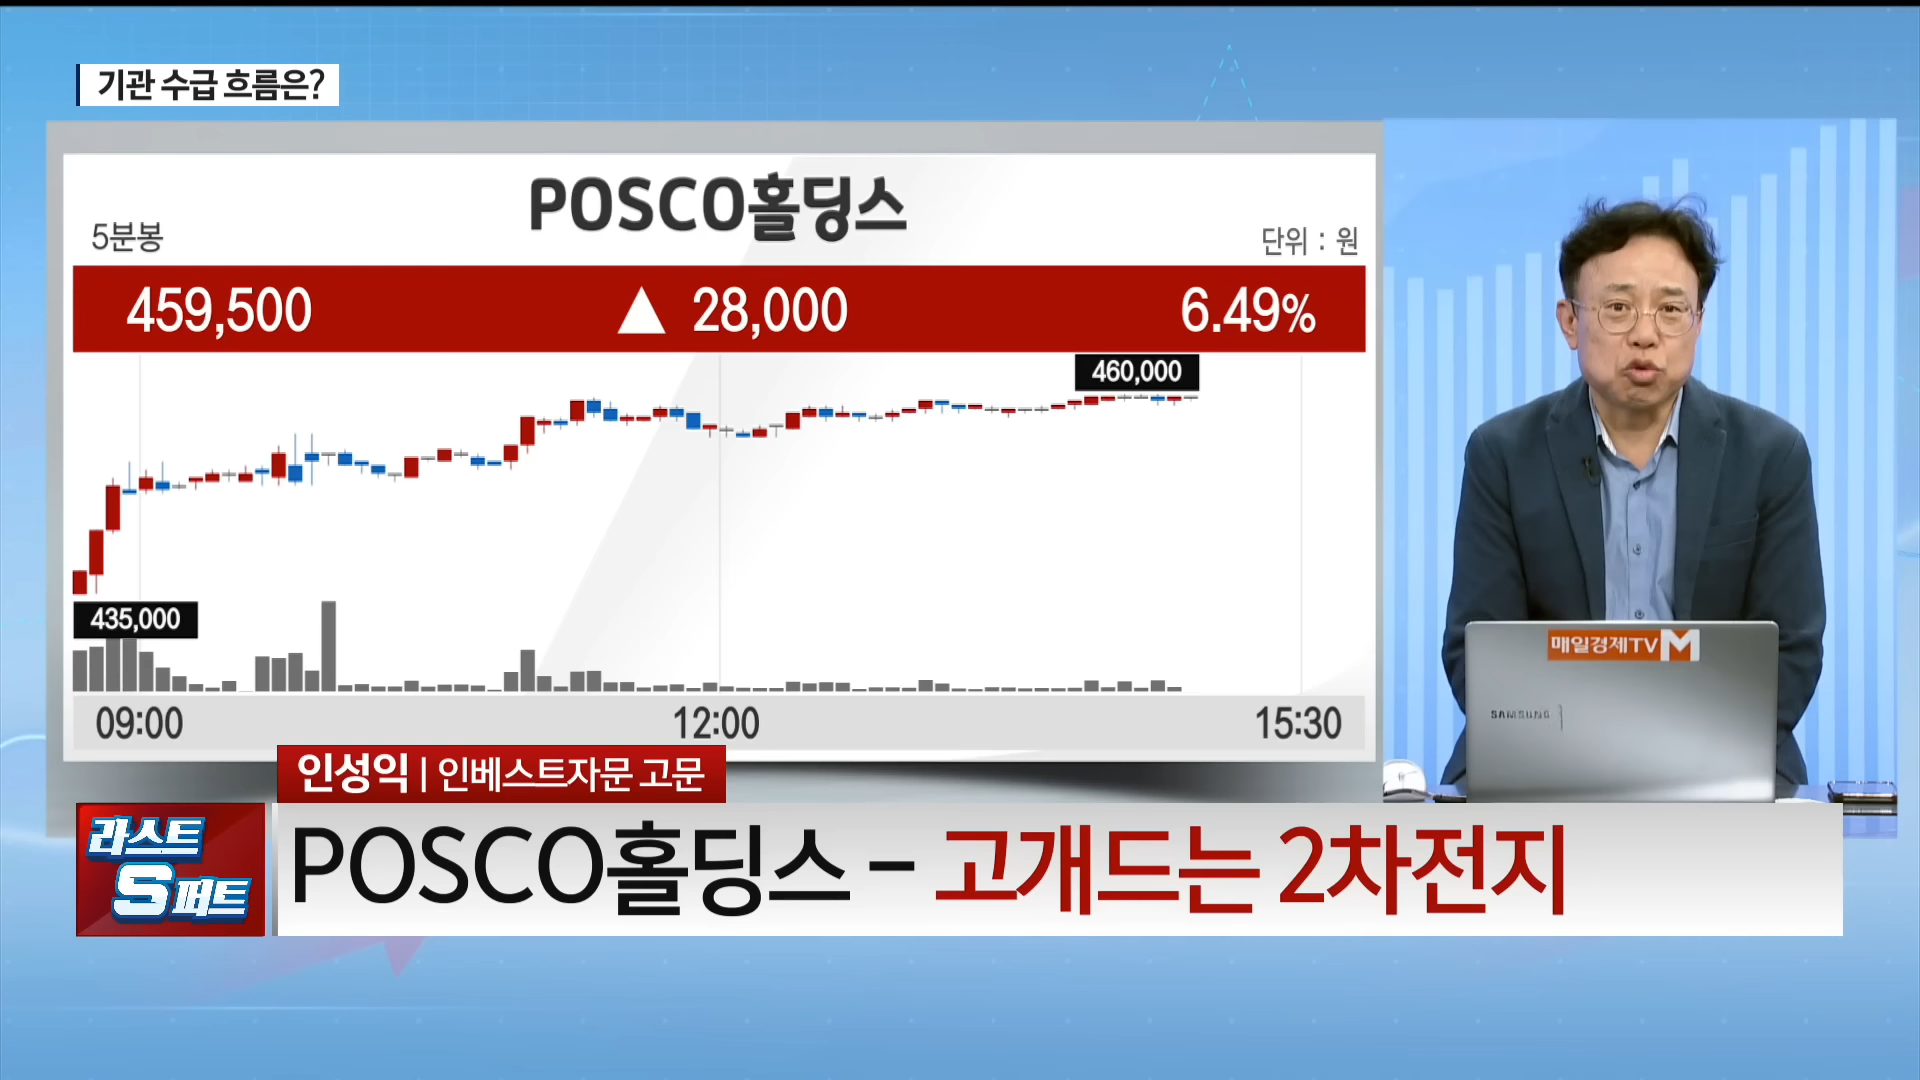 기관 수급 흐름은?
POSCO홀딩스
5분봉
단위 : 원
459,500 ▲ 28,000 6.49%
460,000
435,000
09:00 12:00 15:30
매일경제TV M
SAMSUNG
인성익 | 인베스트자문 고문
라스트
S퍼트
POSCO홀딩스 - 고개드는 2차전지